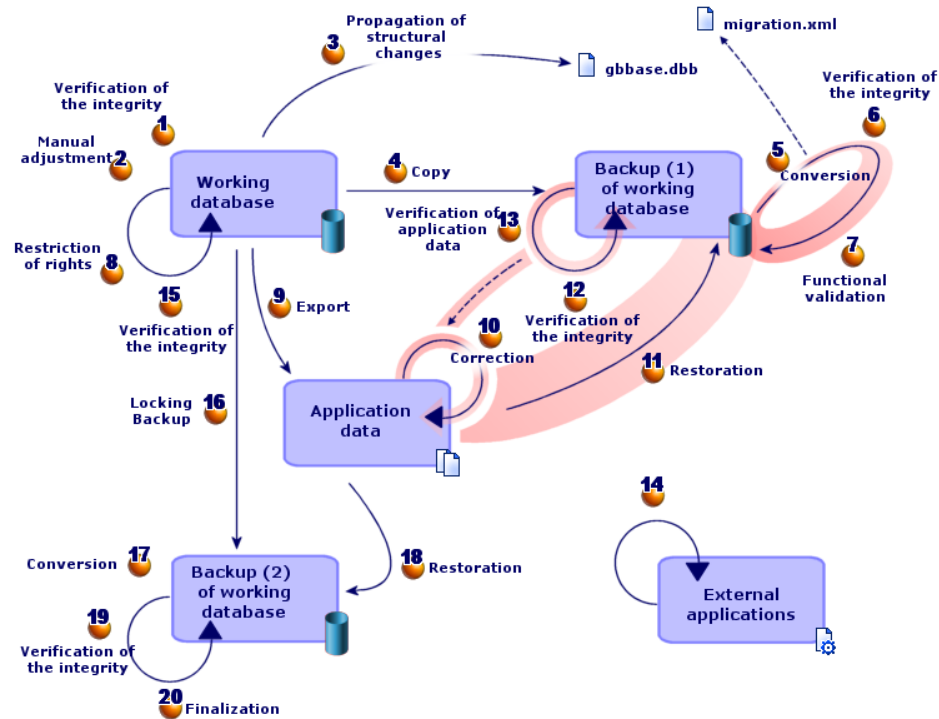 3
Propagation of
structural
changes
gbbase.dbb
migration.xml
Verification of
the integrity
1
Manual
adjustment
2
Working
database
4
Copy
Backup (1)
of working
database
5
Conversion
Verification of
the integrity
6
7
Functional
validation
Verification of
application
data
13
Restriction
of rights
8
15
Verification of
the integrity
9
Export
12
Verification of
the integrity
10
Correction
11
Restoration
Locking
Backup
16
Application
data
14
External
applications
Conversion
17
Backup (2)
of working
database
18
Restoration
19
Verification of
the integrity
20
Finalization